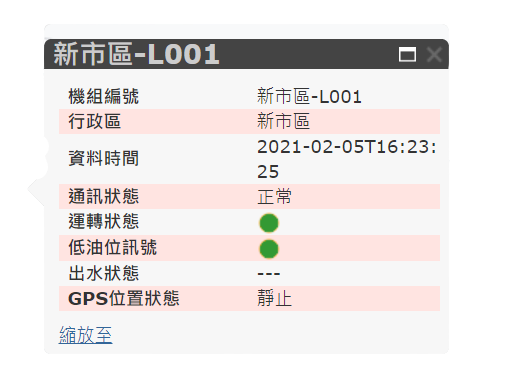 新市區-L001
機組編號 新市區-L001
行政區 新市區
資料時間 2021-02-05T16:23:
25
通訊狀態 正常
運轉狀態
低油位訊號
出水狀態 ---
GPS位置狀態 靜止
縮放至